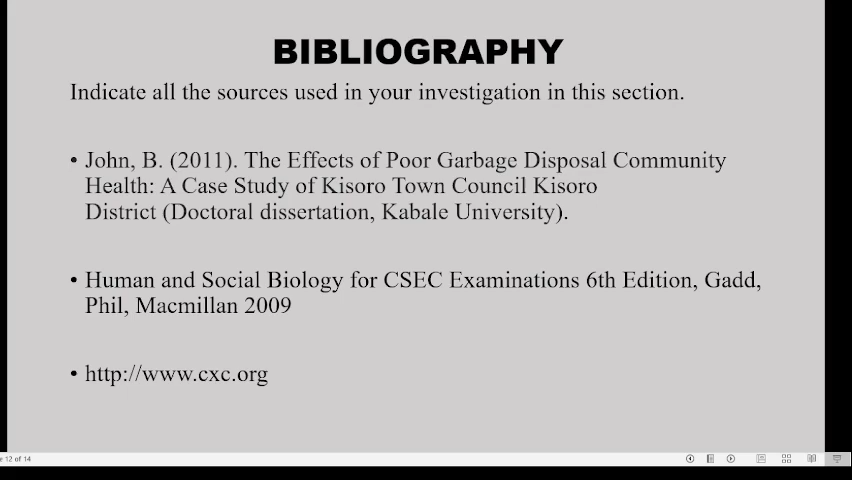 BIBLIOGRAPHY
Indicate all the sources used in your investigation in this section.
• John, B. (2011). The Effects of Poor Garbage Disposal Community
Health: A Case Study of Kisoro Town Council Kisoro
District (Doctoral dissertation, Kabale University).
• Human and Social Biology for CSEC Examinations 6th Edition, Gadd,
Phil, Macmillan 2009
• http://www.cxc.org
e 12 of 14